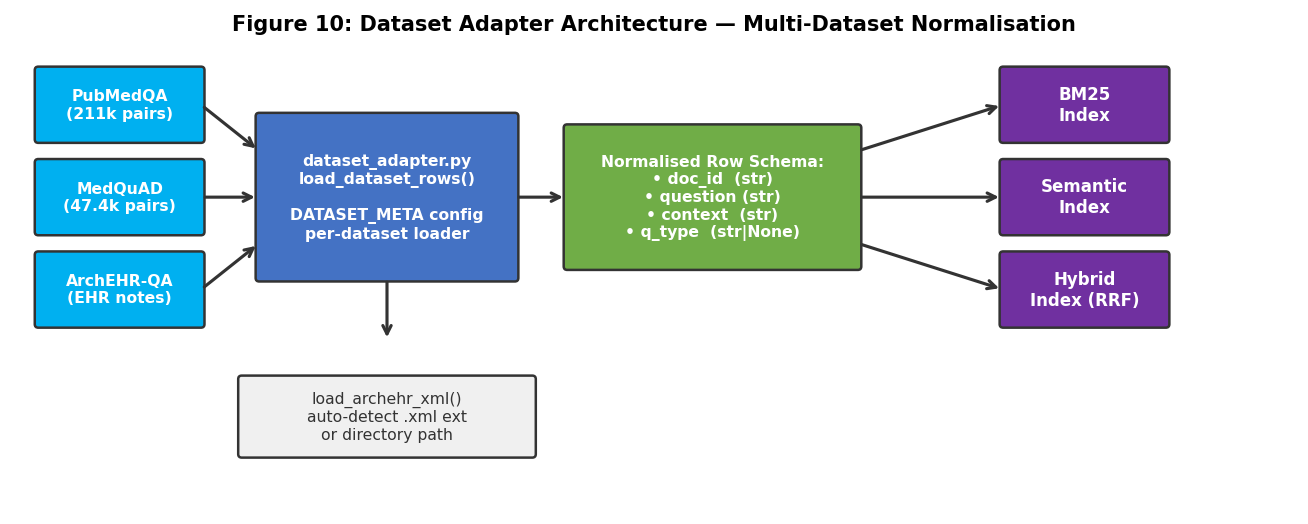 Figure 10: Dataset Adapter Architecture — Multi-Dataset Normalisation
PubMedQA
(211k pairs)
MedQuAD
(47.4k pairs)
ArchEHR-QA
(EHR notes)
dataset_adapter.py
load_dataset_rows()
DATASET_META config
per-dataset loader
load_archehr_xml()
auto-detect .xml ext
or directory path
Normalised Row Schema:
• doc_id  (str)
• question (str)
• context  (str)
• q_type  (str|None)
BM25
Index
Semantic
Index
Hybrid
Index (RRF)